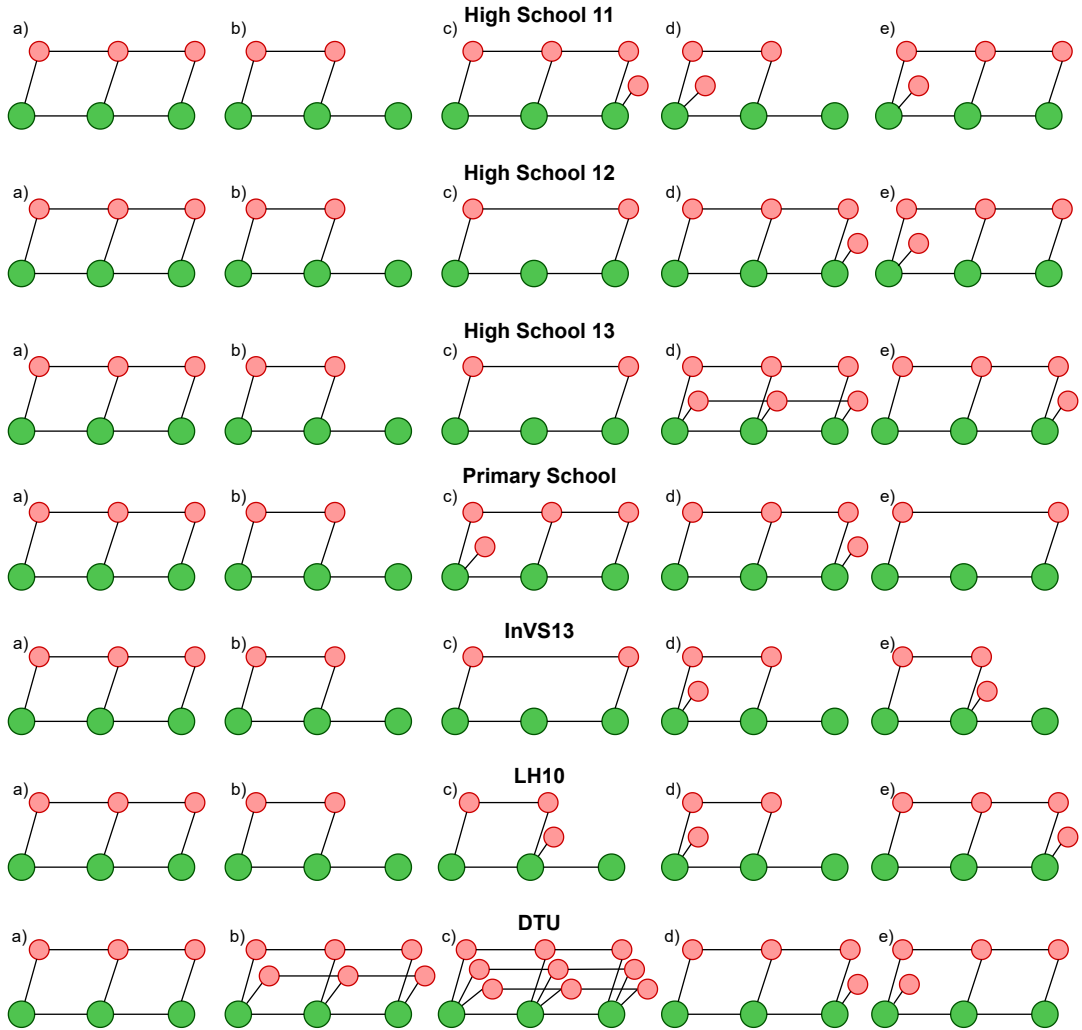 High School 11
a) b) c) d) e)
High School 12
a) b) c) d) e)
High School 13
a) b) c) d) e)
Primary School
a) b) c) d) e)
InVS13
a) b) c) d) e)
LH10
a) b) c) d) e)
DTU
a) b) c) d) e)